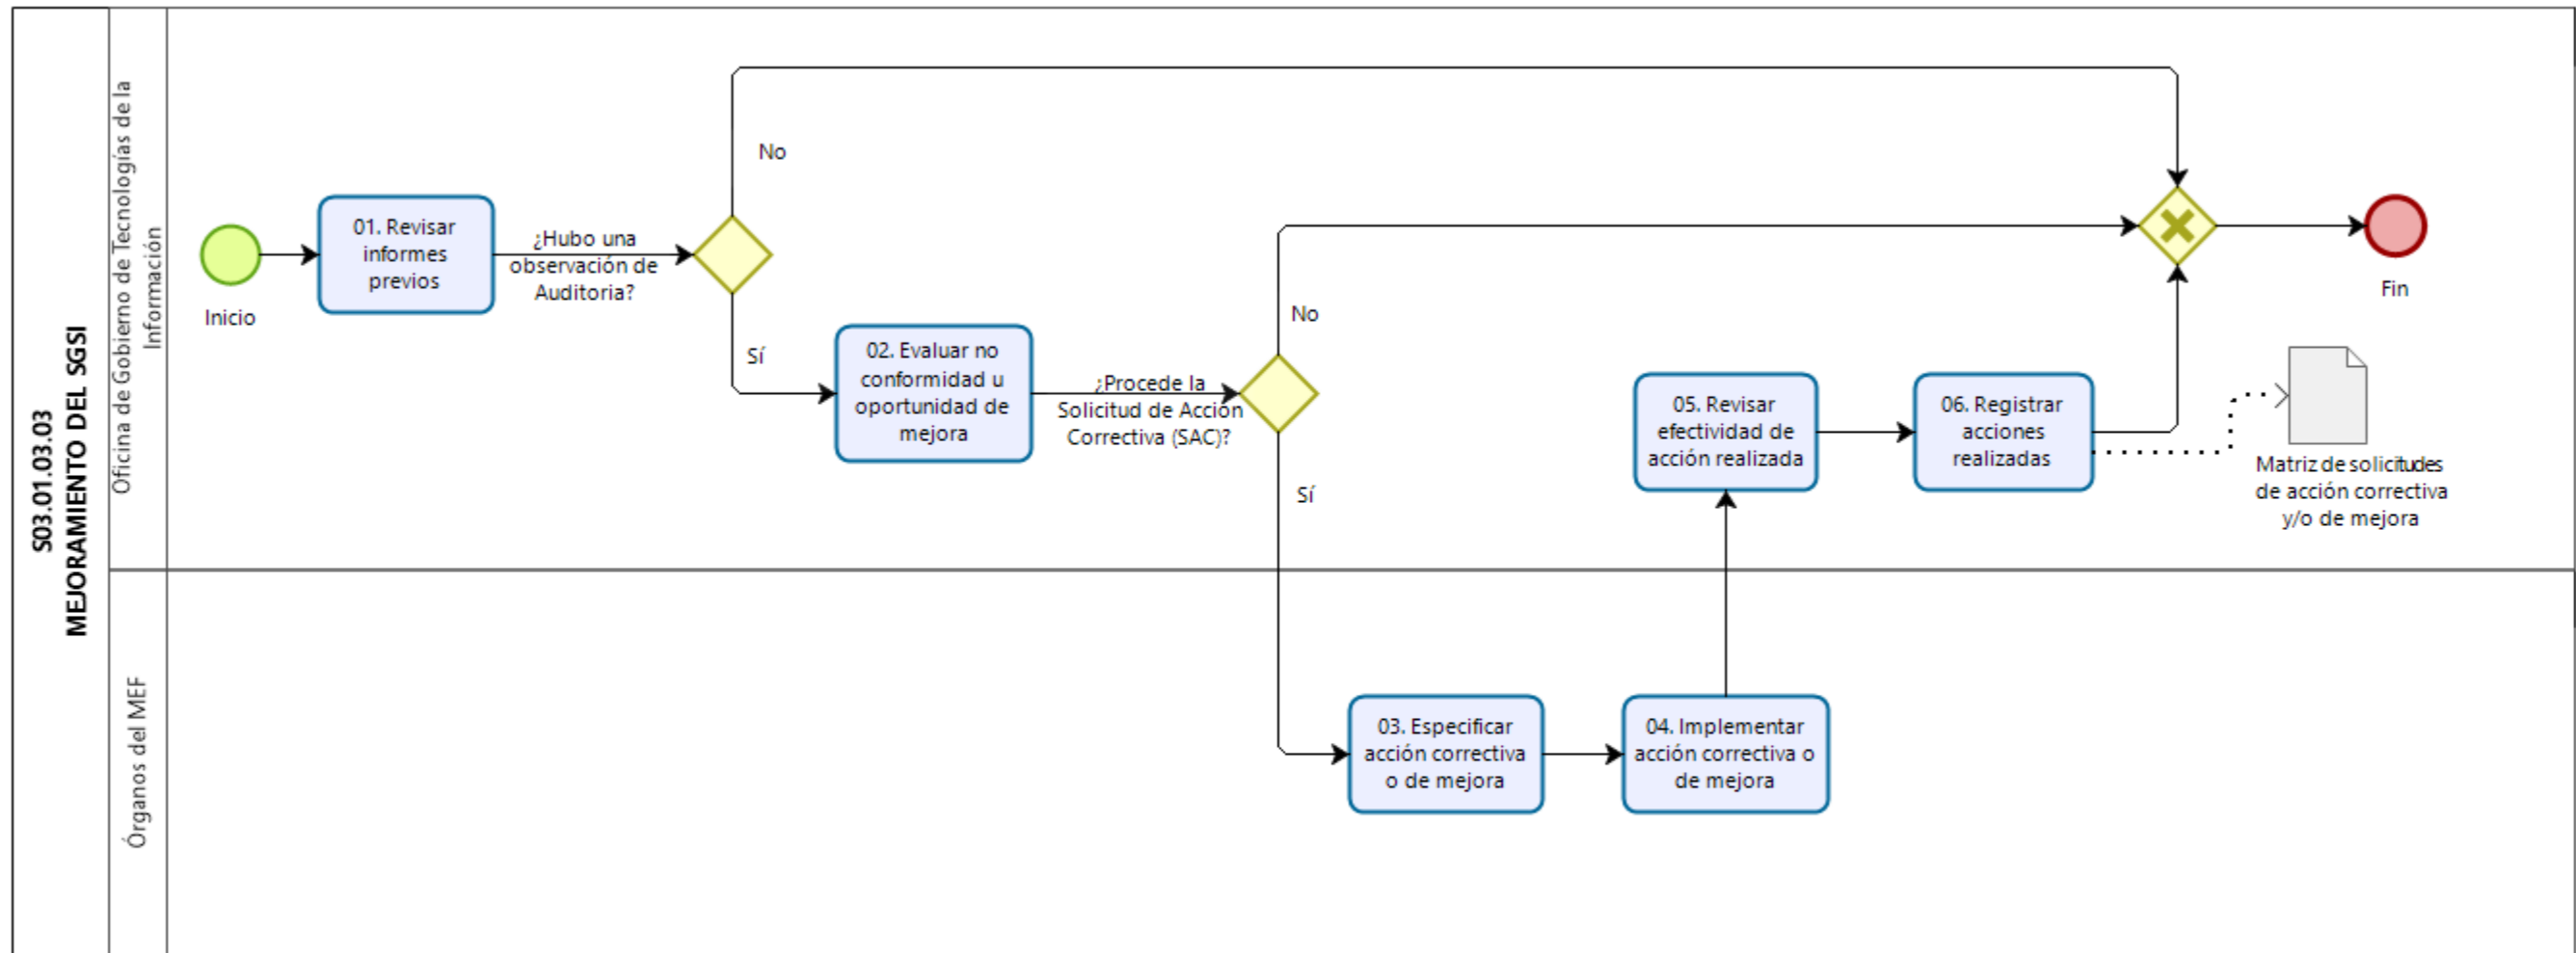 S03.01.03.03
MEJORAMIENTO DEL SGSI
Oficina de Gobierno de Tecnologías de la
Información
Inicio
01. Revisar
informes
previos
¿Hubo una
observación de
Auditoria?
No
Sí
02. Evaluar no
conformidad u
oportunidad de
mejora
¿Procede la
Solicitud de Acción
Correctiva (SAC)?
No
Sí
05. Revisar
efectividad de
acción realizada
06. Registrar
acciones
realizadas
Fin
Matriz de solicitudes
de acción correctiva
y/o de mejora
Órganos del MEF
03. Especificar
acción correctiva
o de mejora
04. Implementar
acción correctiva o
de mejora